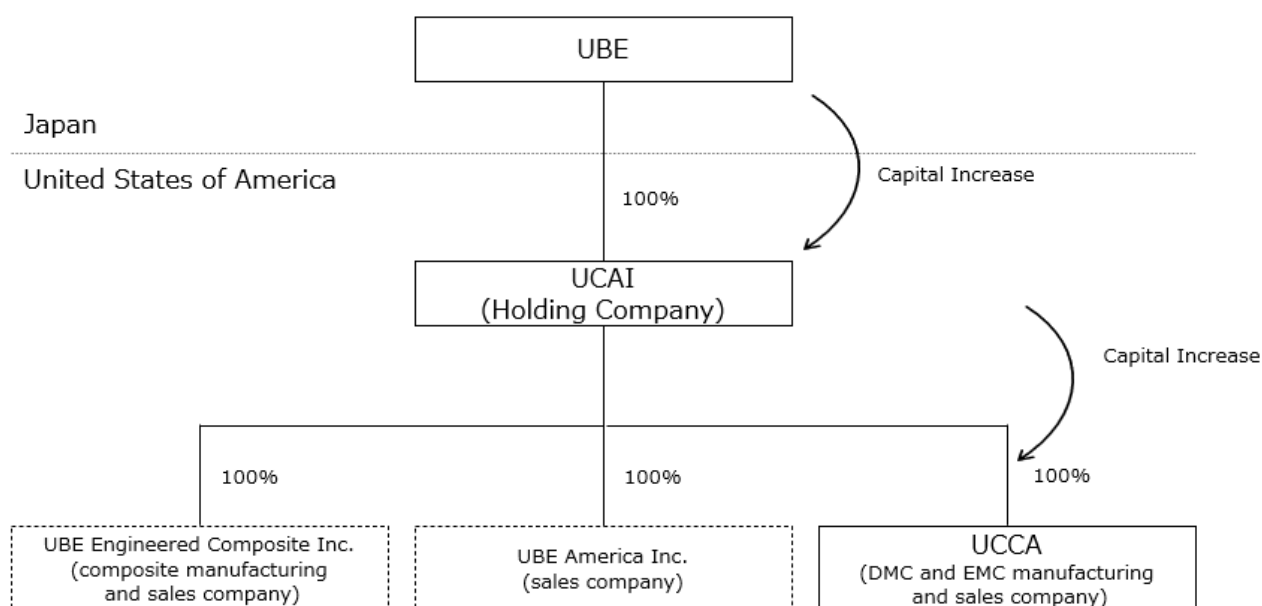 UBE
Japan
United States of America
Capital Increase
100%
UCAI
(Holding Company)
Capital Increase
100%
100%
100%
UBE Engineered Composite Inc.
(composite manufacturing
and sales company)
UBE America Inc.
(sales company)
UCCA
(DMC and EMC manufacturing
and sales company)